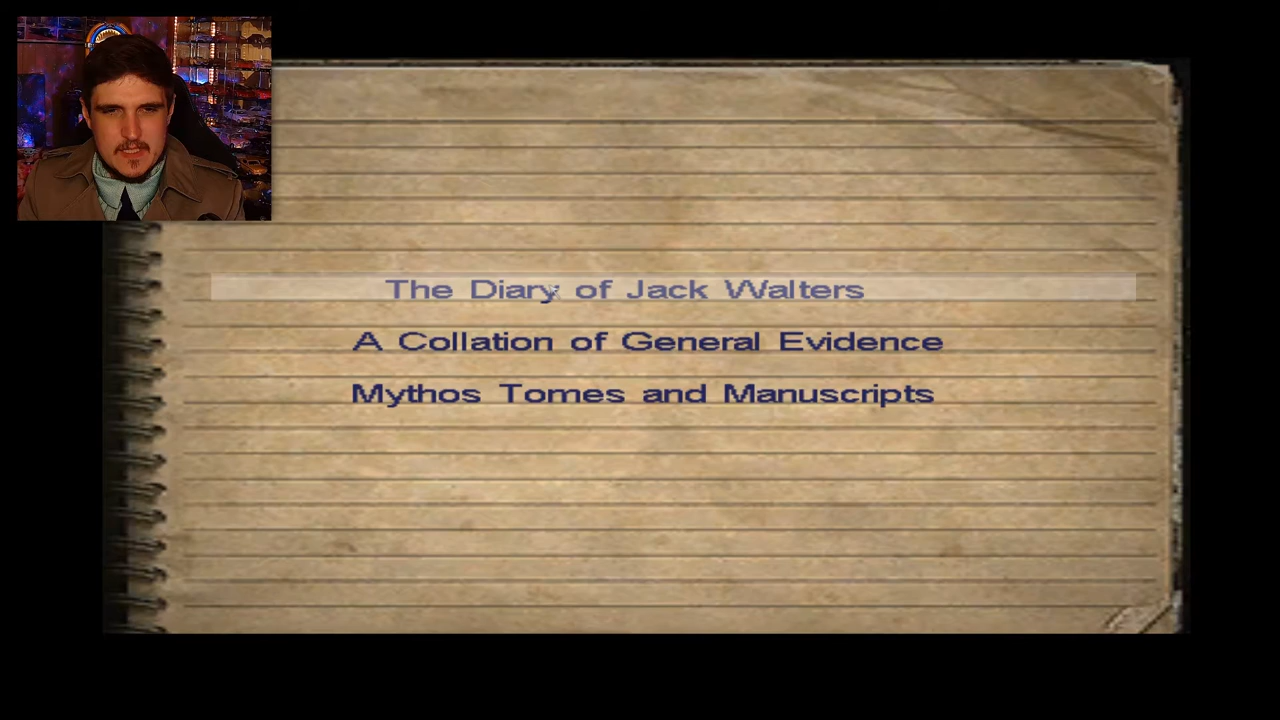 The Diary of Jack Walters
A Collation of General Evidence
Mythos Tomes and Manuscripts